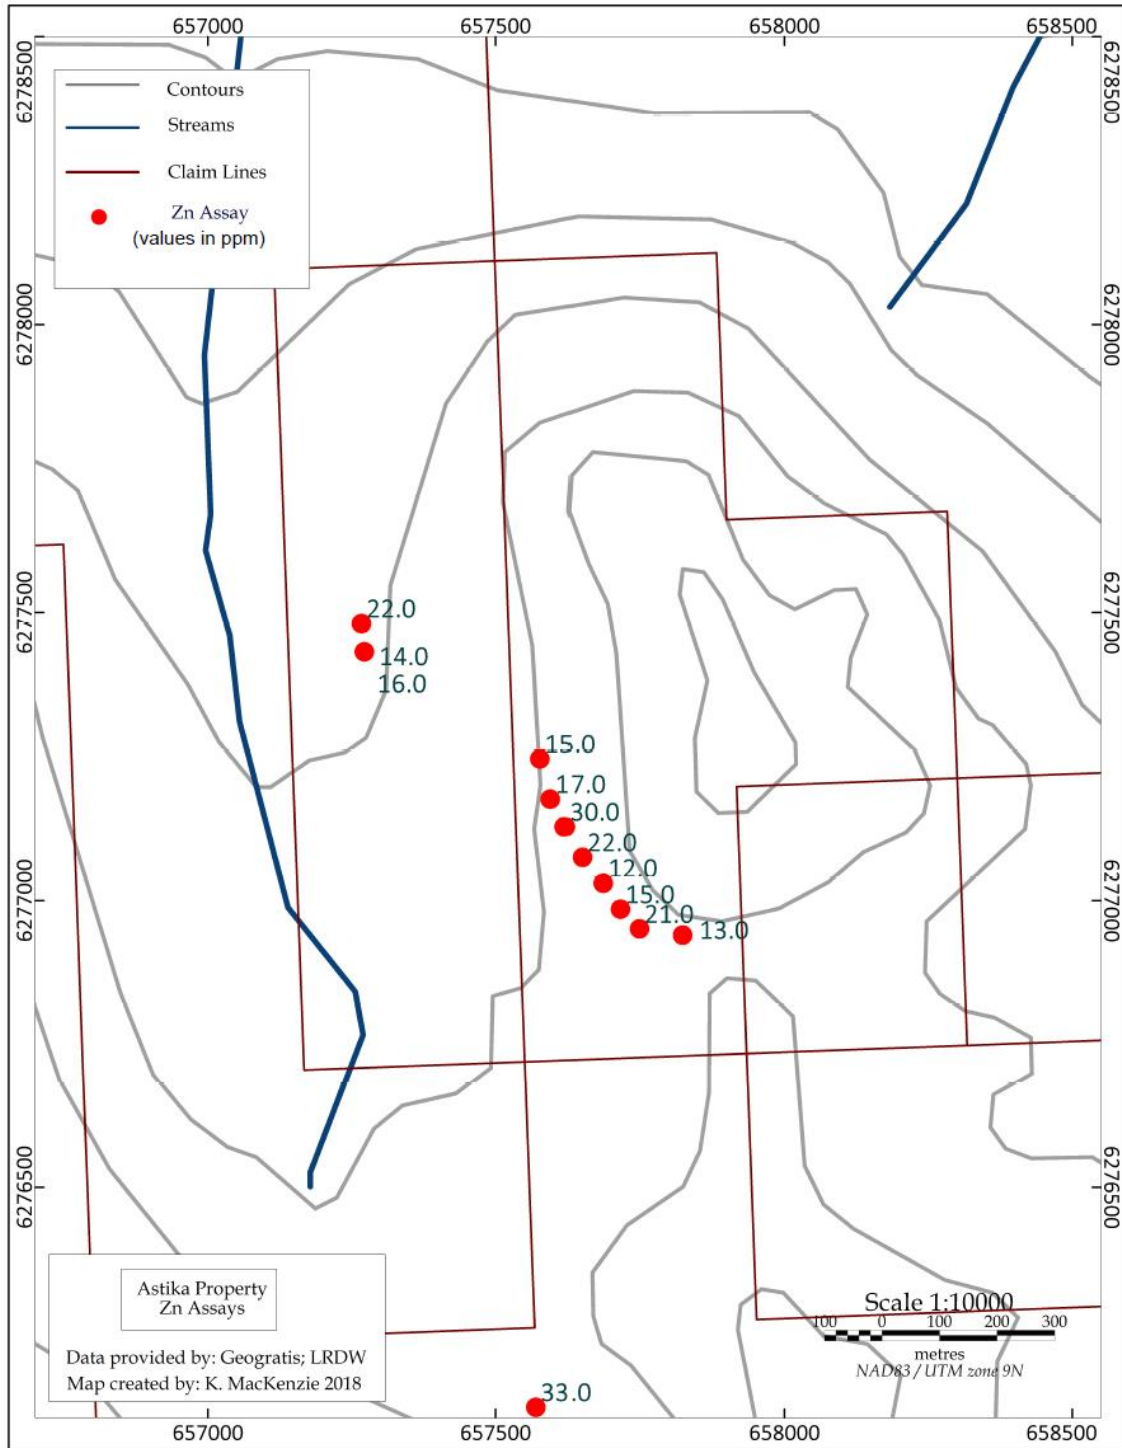 657000 657500 658000 658500
6278500
6278500
Contours
Streams
Claim Lines
Zn Assay
(values in ppm)
6278000
6278000
6277500
6277500
22.0
14.0
16.0
15.0
17.0
30.0
22.0
12.0
15.0
21.0
13.0
6277000
6277000
6276500
6276500
Astika Property
Zn Assays
Data provided by: Geogratis; LRDW
Map created by: K. MacKenzie 2018
Scale 1:10000
100 0 100 200 300
metres
NAD83 / UTM zone 9N
33.0
657000 657500 658000 658500